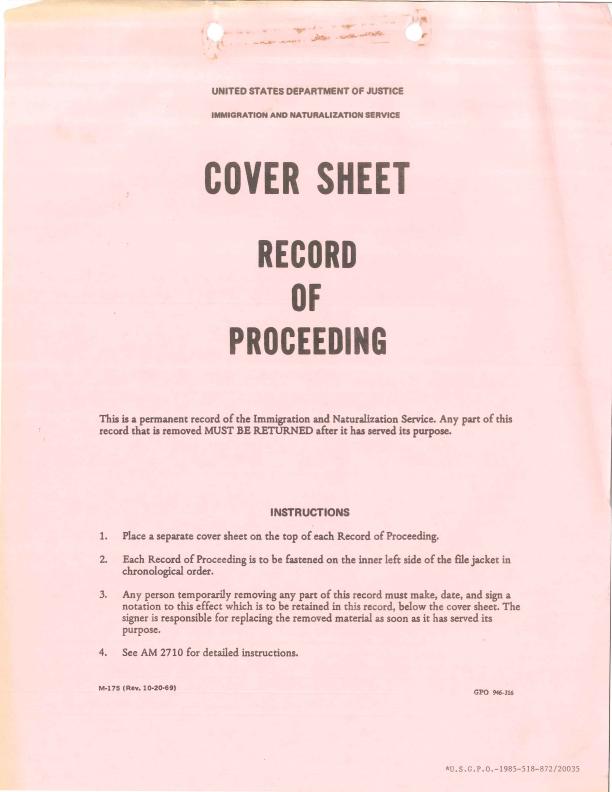 UNITED STATES DEPARTMENT OF JUSTICE
IMMIGRATION AND NATURALIZATION SERVICE
COVER SHEET
RECORD
OF
PROCEEDING
This is a permanent record of the Immigration and Naturalization Service. Any part of this
record that is removed MUST BE RETURNED after it has served its purpose.
INSTRUCTIONS
1. Place a separate cover sheet on the top of each Record of Proceeding.
2. Each Record of Proceeding is to be fastened on the inner left side of the file jacket in
chronological order.
3. Any person temporarily removing any part of this record must make, date, and sign a
notation to this effect which is to be retained in this record, below the cover sheet. The
signer is responsible for replacing the removed material as soon as it has served its
purpose.
4. See AM 2710 for detailed instructions.
M-175 (Rev. 10-20-69)
GPO 946-316
*U.S.G.P.O.-1985-518-872/20035